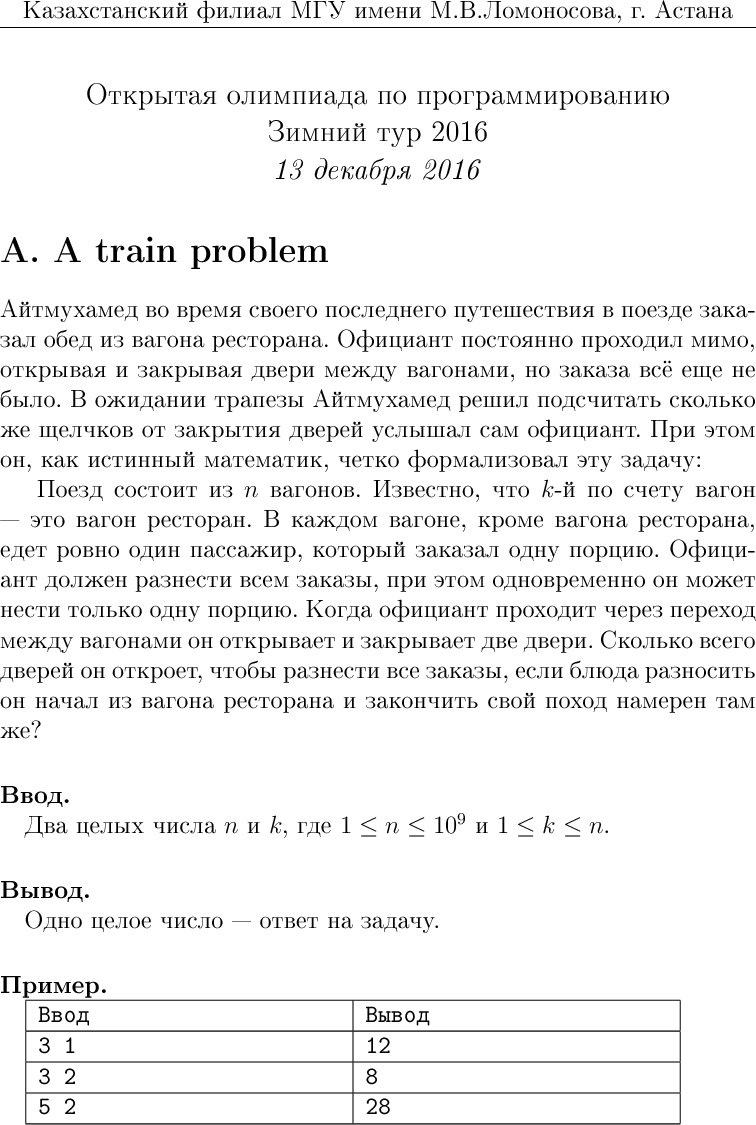 Казахстанский филиал МГУ имени М.В.Ломоносова, г. Астана
Открытая олимпиада по программированию
Зимний тур 2016
13 декабря 2016
A. A train problem
Айтмухамед во время своего последнего путешествия в поезде зака-
зал обед из вагона ресторана. Официант постоянно проходил мимо,
открывая и закрывая двери между вагонами, но заказа всё еще не
было. В ожидании трапезы Айтмухамед решил подсчитать сколько
же щелчков от закрытия дверей услышал сам официант. При этом
он, как истинный математик, четко формализовал эту задачу:
Поезд состоит из n вагонов. Известно, что k-й по счету вагон
— это вагон ресторан. В каждом вагоне, кроме вагона ресторана,
едет ровно один пассажир, который заказал одну порцию. Офици-
ант должен разнести всем заказы, при этом одновременно он может
нести только одну порцию. Когда официант проходит через переход
между вагонами он открывает и закрывает две двери. Сколько всего
дверей он откроет, чтобы разнести все заказы, если блюда разносить
он начал из вагона ресторана и закончить свой поход намерен там
же?
Ввод.
Два целых числа n и k, где 1 ≤ n ≤ 10⁹ и 1 ≤ k ≤ n.
Вывод.
Одно целое число — ответ на задачу.
Пример.
Ввод Вывод
3 1 12
3 2 8
5 2 28